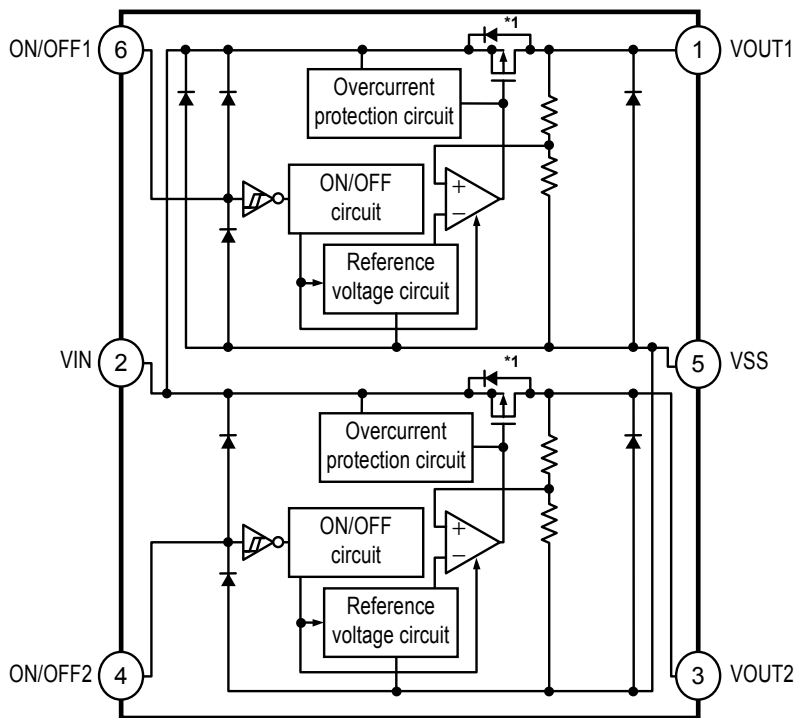 *1
ON/OFF1
6
1
VOUT1
Overcurrent
protection circuit
ON/OFF
circuit
+
−
Reference
voltage circuit
VIN
2
*1
5
VSS
Overcurrent
protection circuit
ON/OFF
circuit
+
−
Reference
voltage circuit
ON/OFF2
4
3
VOUT2